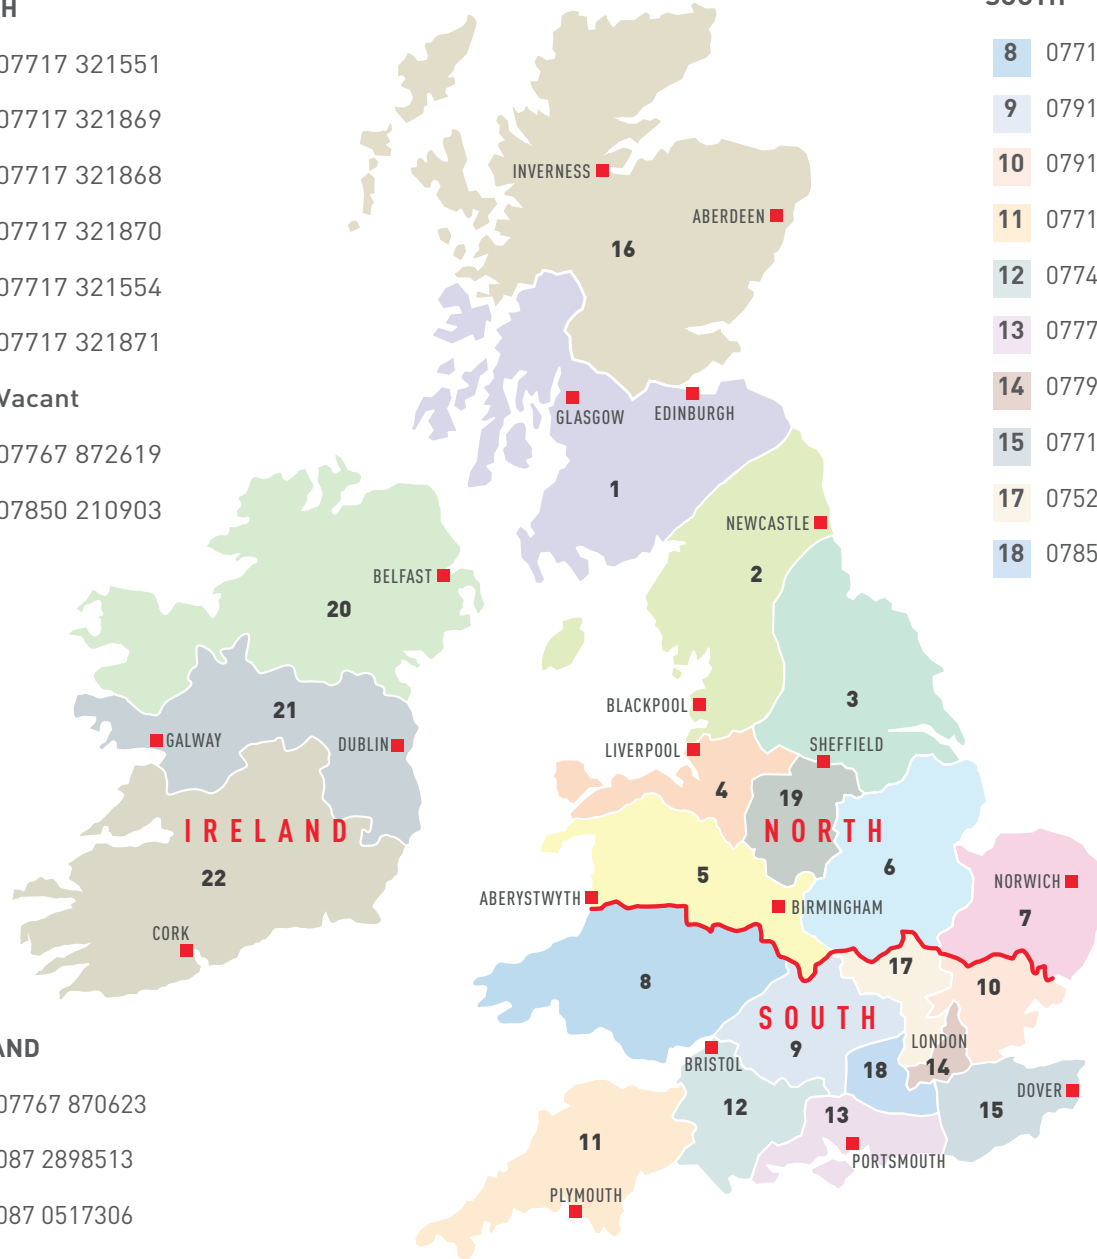 H
07717 321551
07717 321869
07717 321868
07717 321870
07717 321554
07717 321871
Vacant
07767 872619
07850 210903
8 0771
9 0791
10 0791
11 0771
12 0774
13 0777
14 0779
15 0771
17 0752
18 0785
INVERNESS
ABERDEEN
16
GLASGOW
EDINBURGH
1
NEWCASTLE
2
BELFAST
20
3
BLACKPOOL
21
GALWAY
DUBLIN
LIVERPOOL
SHEFFIELD
4
19
IRELAND
NORTH
22
5
6
ABERYSTWYTH
BIRMINGHAM
NORWICH
7
CORK
8
17
10
SOUTH
9
LONDON
BRISTOL
18
14
DOVER
12
13
15
11
PORTSMOUTH
PLYMOUTH
AND
07767 870623
087 2898513
087 0517306